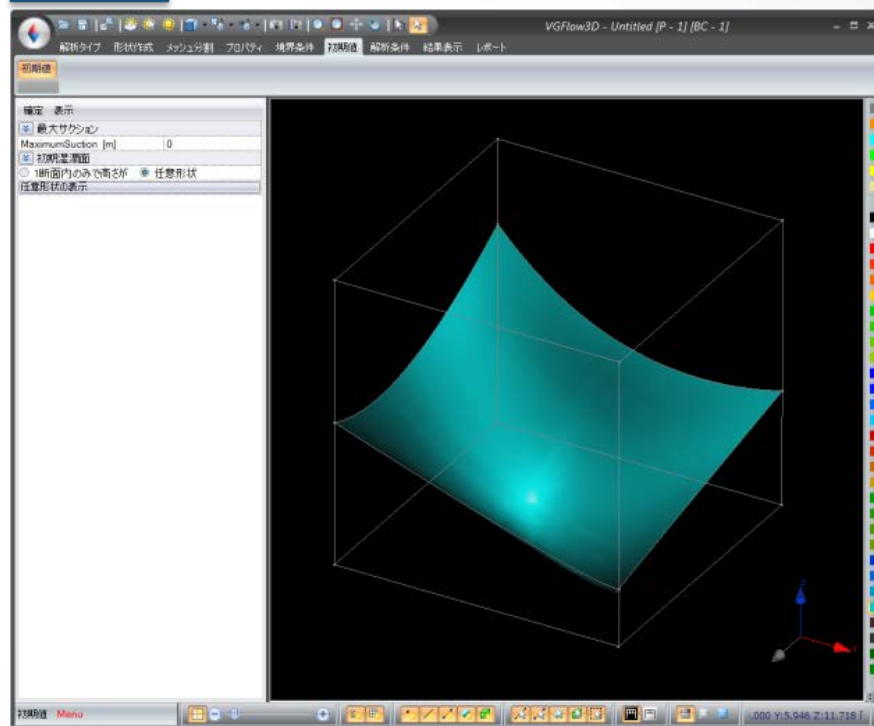 VGFlow3D - Untitled [P - 1] [BC - 1]
解析タイプ 形状作成 メッシュ分割 プロパティ 境界条件 初期値 解析条件 結果表示 レポート
初期値
確定 表示
最大サクション
MaximumSuction [m] 0
初期湿潤面
1断面内のみで高さが 任意形状
任意形状の表示
Z
X
初期値 Menu
.000 Y:5.946 Z:11.718